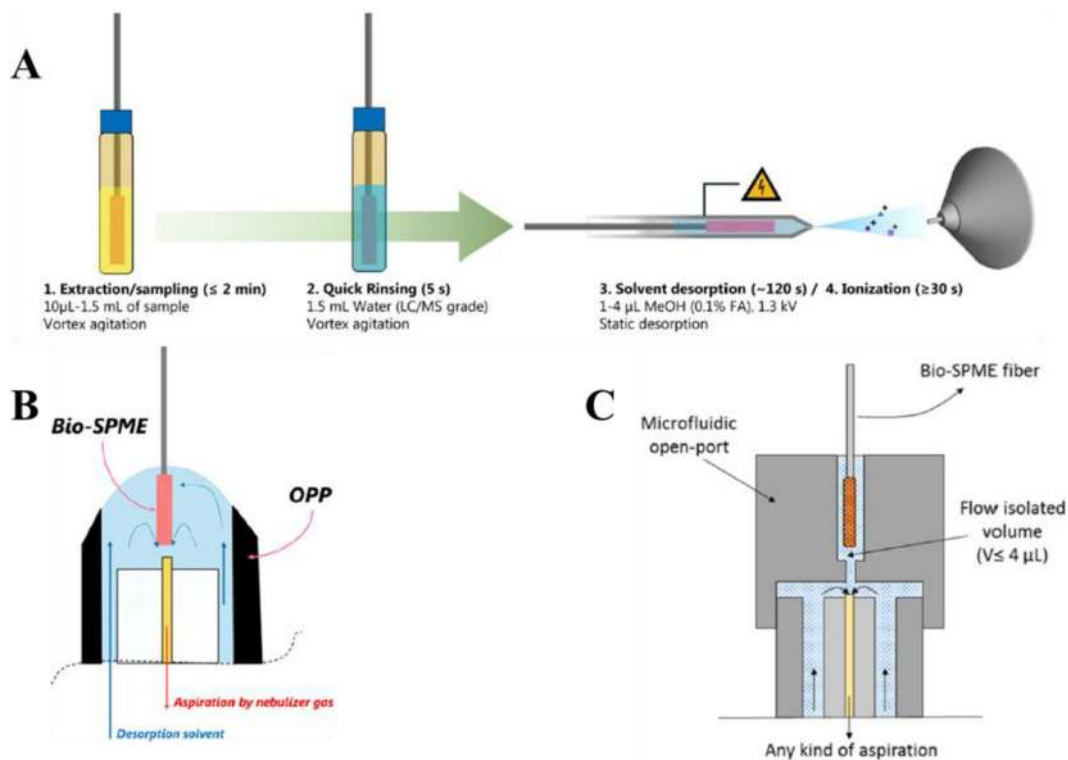 A
1. Extraction/sampling (≤ 2 min)
10µL-1.5 mL of sample
Vortex agitation
2. Quick Rinsing (5 s)
1.5 mL Water (LC/MS grade)
Vortex agitation
3. Solvent desorption (~120 s) / 4. Ionization (≥30 s)
1-4 µL MeOH (0.1% FA), 1.3 kV
Static desorption
B
Bio-SPME
OPP
Aspiration by nebulizer gas
Desorption solvent
C
Bio-SPME fiber
Microfluidic
open-port
Flow isolated
volume
(V≤ 4 µL)
Any kind of aspiration